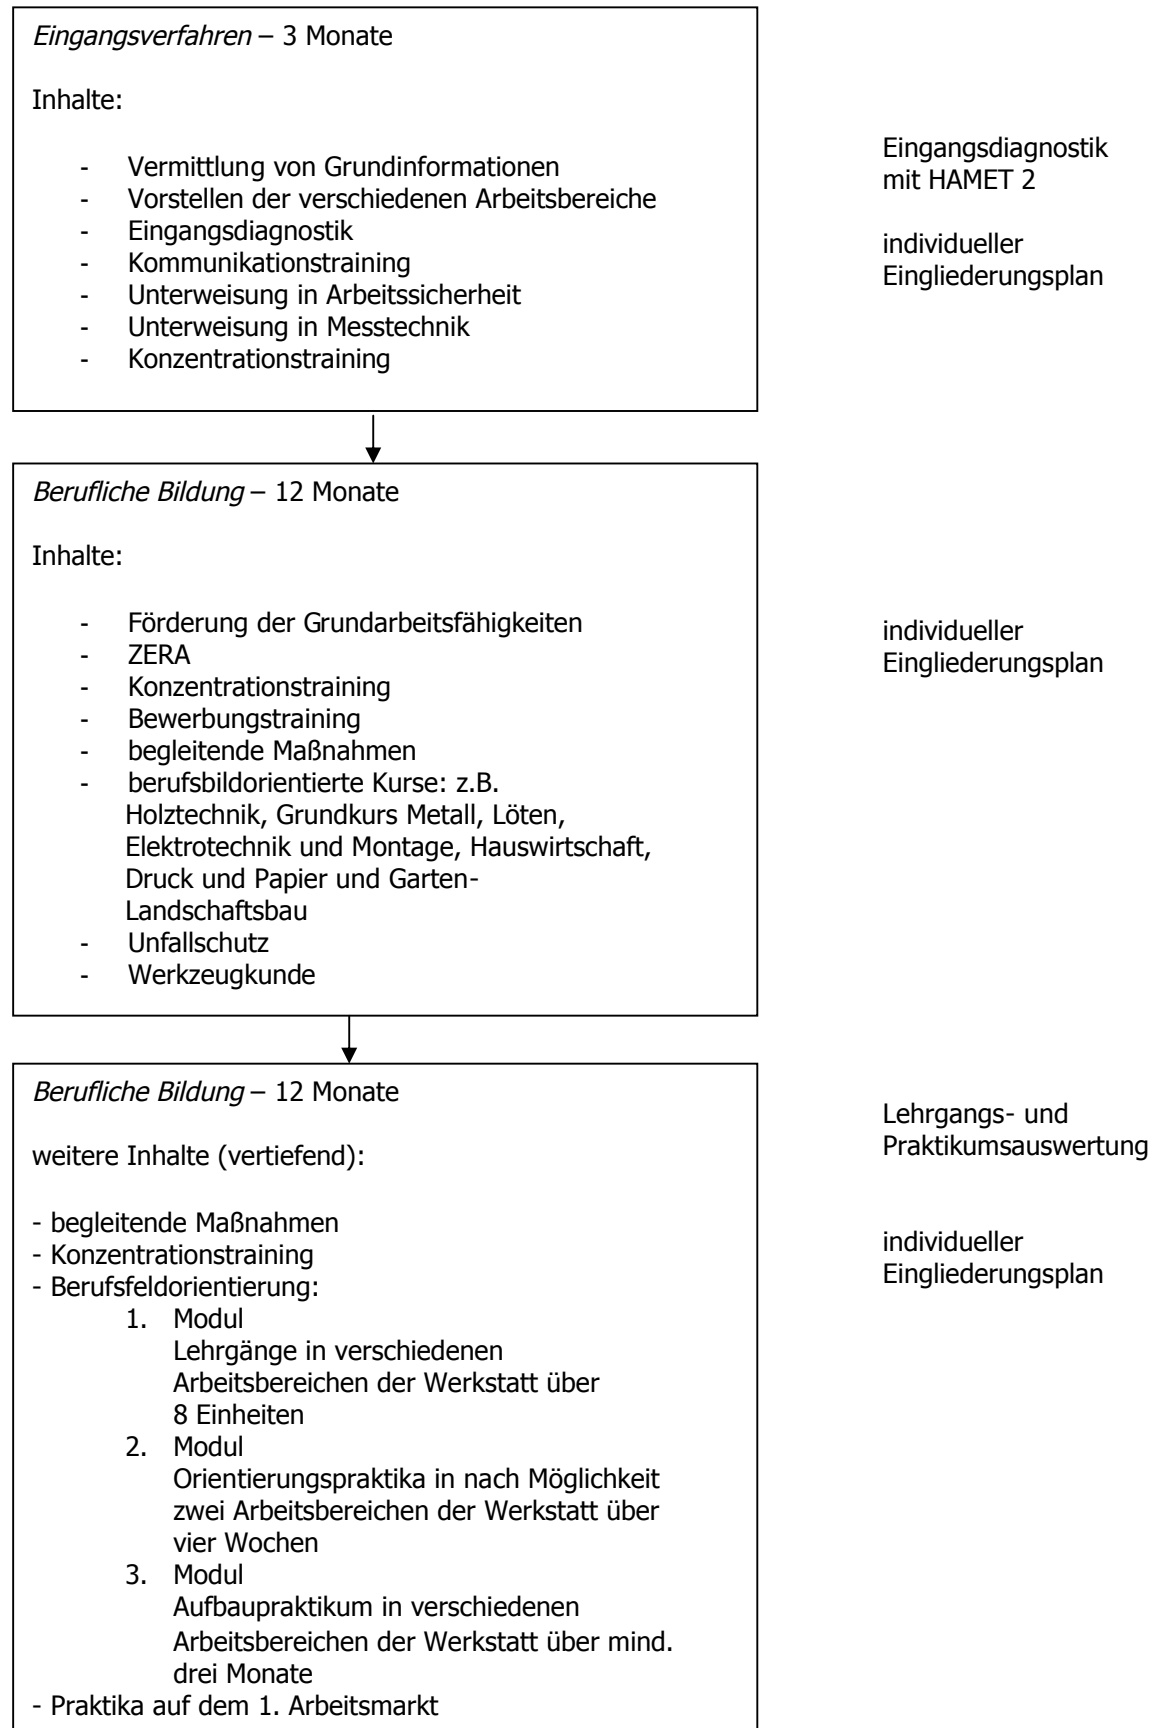 Eingangsverfahren – 3 Monate
Inhalte:
- Vermittlung von Grundinformationen
- Vorstellen der verschiedenen Arbeitsbereiche
- Eingangsdiagnostik
- Kommunikationstraining
- Unterweisung in Arbeitssicherheit
- Unterweisung in Messtechnik
- Konzentrationstraining
Eingangsdiagnostik
mit HAMET 2
individueller
Eingliederungsplan
Berufliche Bildung – 12 Monate
Inhalte:
- Förderung der Grundarbeitsfähigkeiten
- ZERA
- Konzentrationstraining
- Bewerbungstraining
- begleitende Maßnahmen
- berufsbildorientierte Kurse: z.B.
Holztechnik, Grundkurs Metall, Löten,
Elektrotechnik und Montage, Hauswirtschaft,
Druck und Papier und Garten-
Landschaftsbau
- Unfallschutz
- Werkzeugkunde
individueller
Eingliederungsplan
Berufliche Bildung – 12 Monate
weitere Inhalte (vertiefend):
- begleitende Maßnahmen
- Konzentrationstraining
- Berufsfeldorientierung:
1. Modul
Lehrgänge in verschiedenen
Arbeitsbereichen der Werkstatt über
8 Einheiten
2. Modul
Orientierungspraktika in nach Möglichkeit
zwei Arbeitsbereichen der Werkstatt über
vier Wochen
3. Modul
Aufbaupraktikum in verschiedenen
Arbeitsbereichen der Werkstatt über mind.
drei Monate
- Praktika auf dem 1. Arbeitsmarkt
Lehrgangs- und
Praktikumsauswertung
individueller
Eingliederungsplan